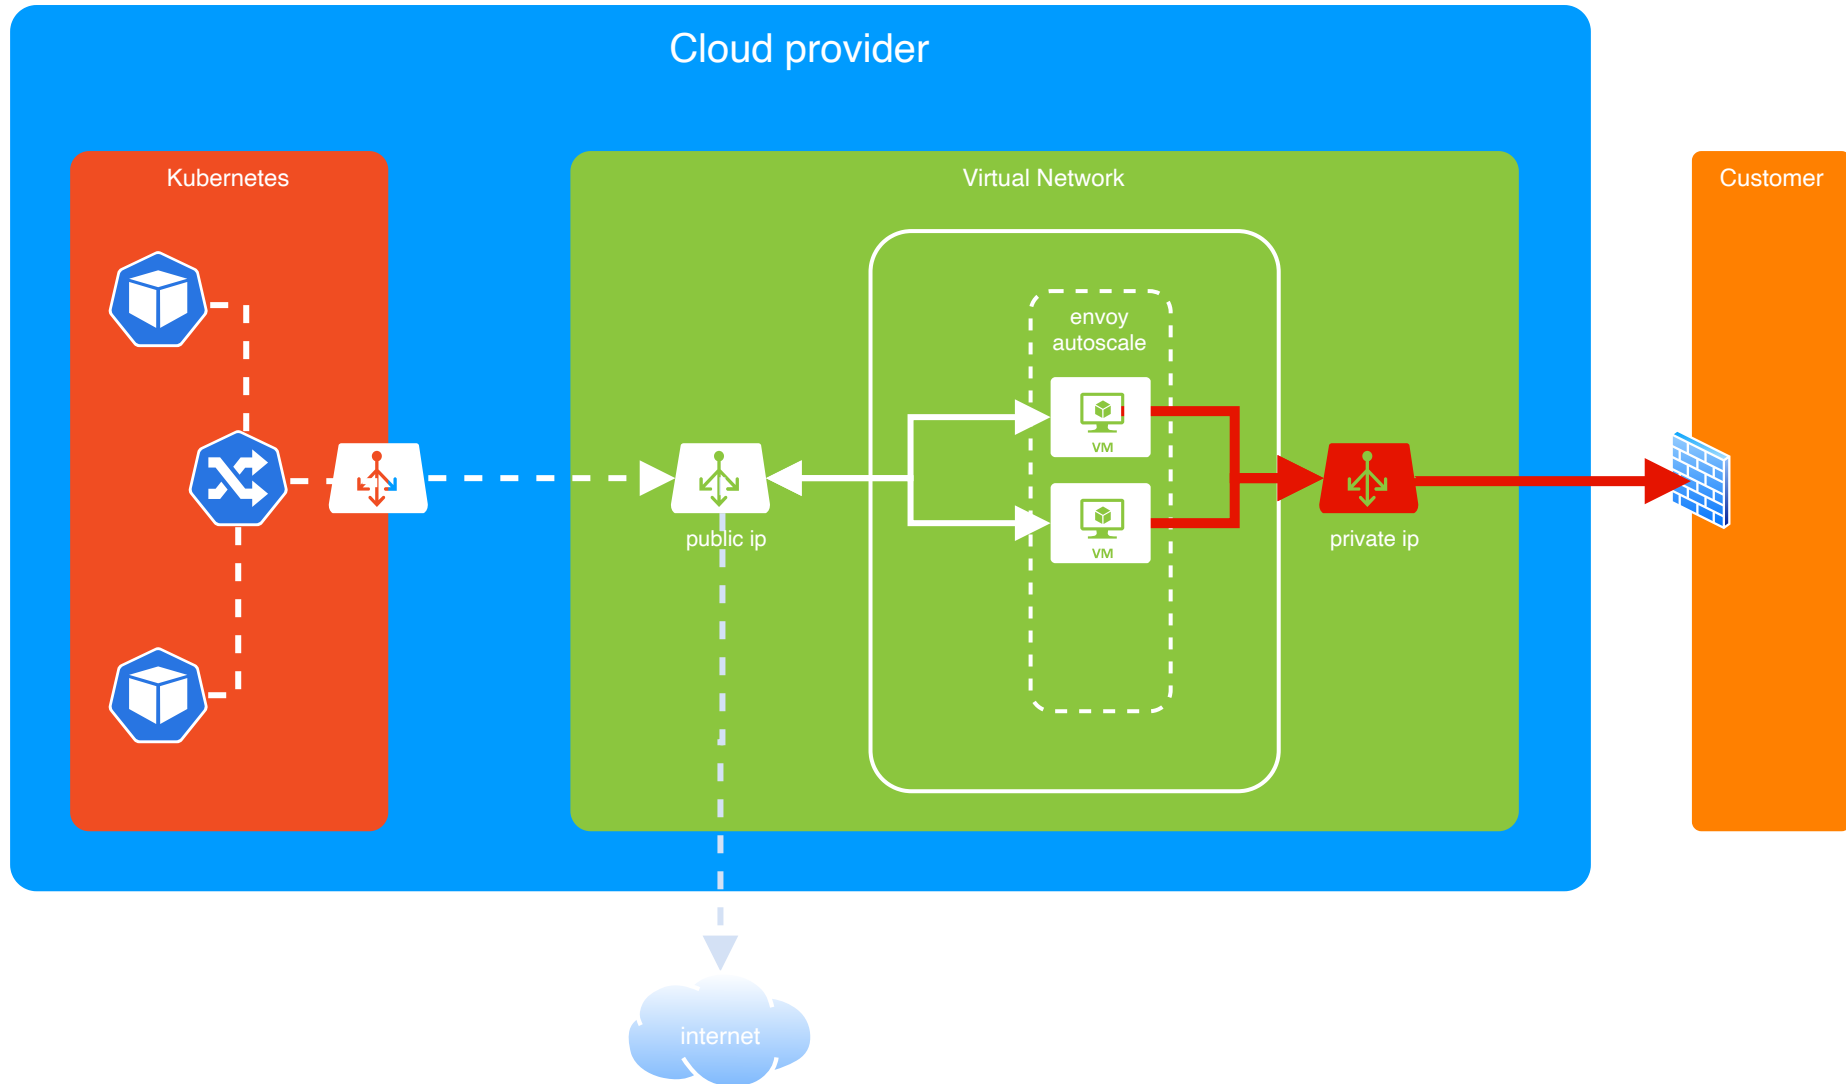 Cloud provider
Kubernetes
Virtual Network
Customer
envoy
autoscale
VM
VM
public ip
private ip
internet